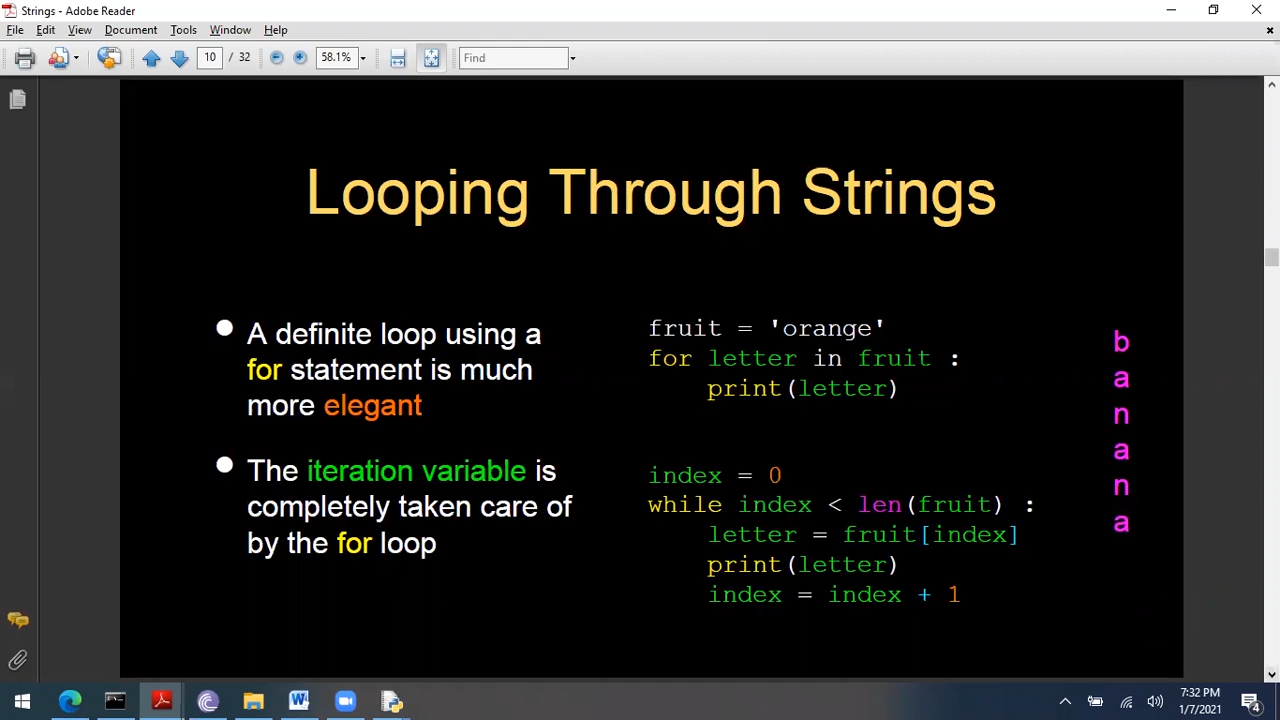 Strings - Adobe Reader
File Edit View Document Tools Window Help
10 / 32 58.1% Find
Looping Through Strings
A definite loop using a
for statement is much
more elegant
The iteration variable is
completely taken care of
by the for loop
fruit = 'orange'
for letter in fruit :
    print(letter)
index = 0
while index < len(fruit) :
    letter = fruit[index]
    print(letter)
    index = index + 1
b
a
n
a
n
a
7:32 PM
1/7/2021
4